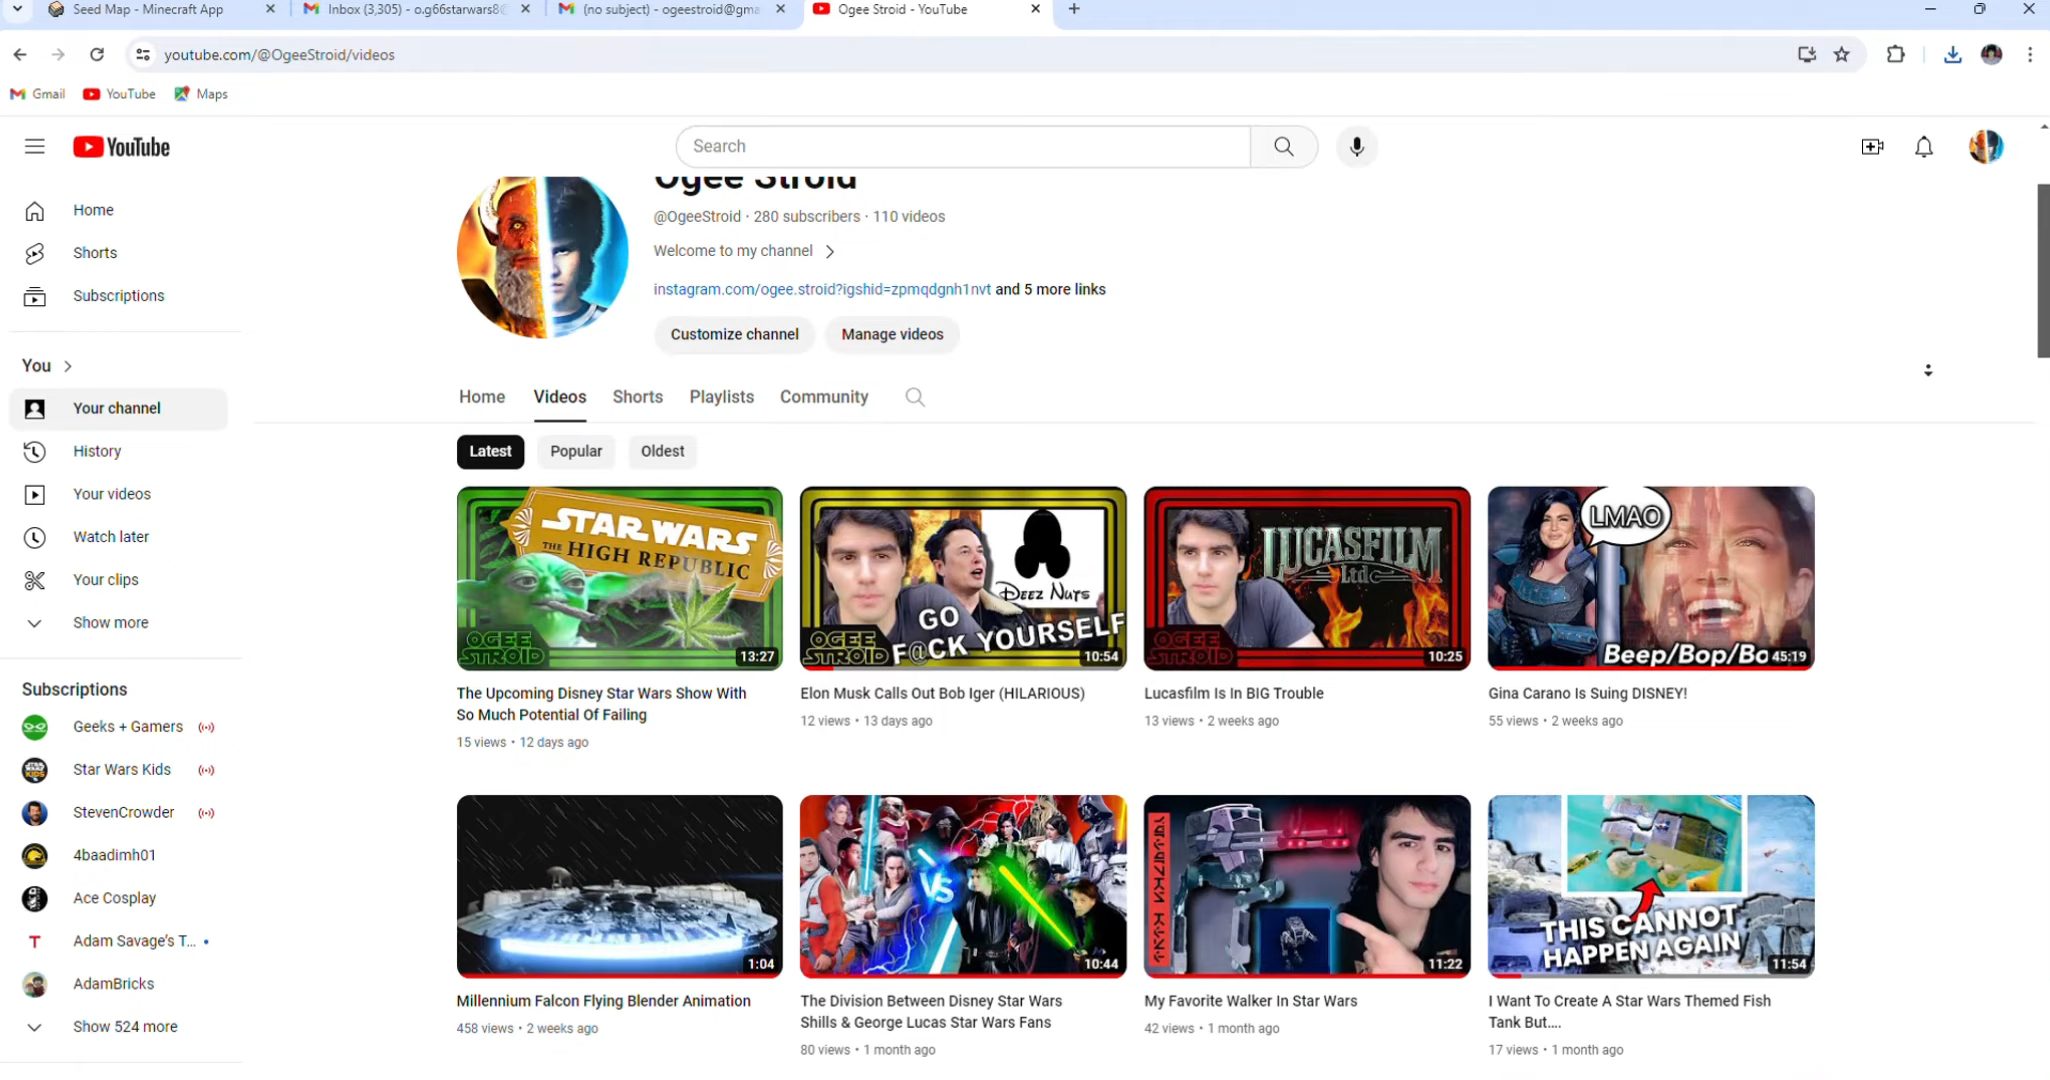 Seed Map - Minecraft App
Inbox (3,305) - o.g66starwars8@
(no subject) - ogeestroid@gma
Ogee Stroid - YouTube
youtube.com/@OgeeStroid/videos
Gmail
YouTube
Maps
YouTube
Search
Home
Shorts
Subscriptions
You
Your channel
History
Your videos
Watch later
Your clips
Show more
Subscriptions
Geeks + Gamers
Star Wars Kids
StevenCrowder
4baadimh01
Ace Cosplay
Adam Savage's T...
AdamBricks
Show 524 more
Ogee Stroid
@OgeeStroid · 280 subscribers · 110 videos
Welcome to my channel
instagram.com/ogee.stroid?igshid=zpmqdgnh1nvt and 5 more links
Customize channel
Manage videos
Home
Videos
Shorts
Playlists
Community
Latest
Popular
Oldest
STAR WARS
THE HIGH REPUBLIC
OGEE
STROID
13:27
The Upcoming Disney Star Wars Show With
So Much Potential Of Failing
15 views · 12 days ago
Deez Nuts
GO
F@CK YOURSELF
OGEE
STROID
10:54
Elon Musk Calls Out Bob Iger (HILARIOUS)
12 views · 13 days ago
LUCASFILM
Ltd
OGEE
STROID
10:25
Lucasfilm Is In BIG Trouble
13 views · 2 weeks ago
LMAO
Beep/Bop/Bo
45:19
Gina Carano Is Suing DISNEY!
55 views · 2 weeks ago
1:04
Millennium Falcon Flying Blender Animation
458 views · 2 weeks ago
VS
10:44
The Division Between Disney Star Wars
Shills & George Lucas Star Wars Fans
80 views · 1 month ago
11:22
My Favorite Walker In Star Wars
42 views · 1 month ago
THIS CANNOT
HAPPEN AGAIN
11:54
I Want To Create A Star Wars Themed Fish
Tank But....
17 views · 1 month ago